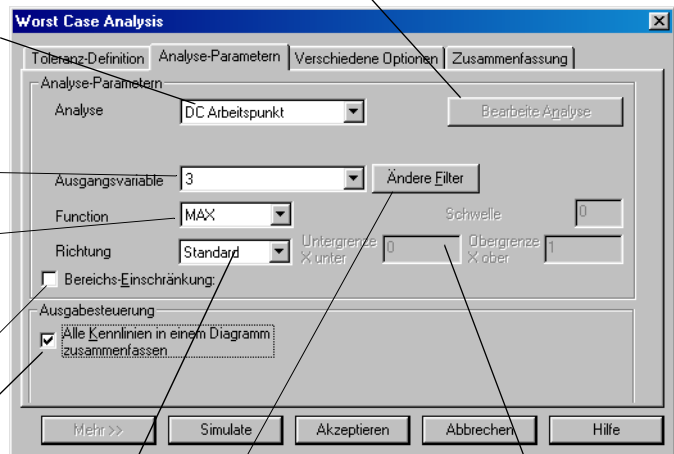 Worst Case Analysis
Toleranz-Definition Analyse-Parametern Verschiedene Optionen Zusammenfassung
Analyse-Parametern
Analyse DC Arbeitspunkt Bearbeite Analyse
Ausgangsvariable 3 Ändere Filter
Function MAX Schwelle 0
Richtung Standard Untergrenze X unter 0 Obergrenze X ober 1
Bereichs-Einschränkung:
Ausgabesteuerung
Alle Kennlinien in einem Diagramm
zusammenfassen
Mehr >> Simulate Akzeptieren Abbrechen Hilfe